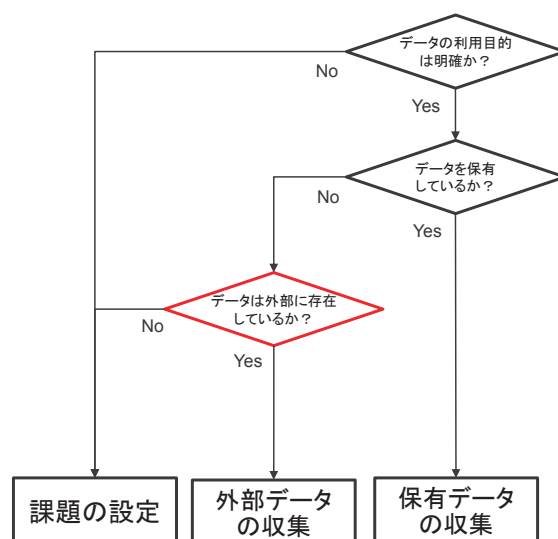 データの利用目的
は明確か？
No
Yes
データを保有
しているか？
No
Yes
データは外部に存在
しているか？
No
Yes
課題の設定
外部データ
の収集
保有データ
の収集